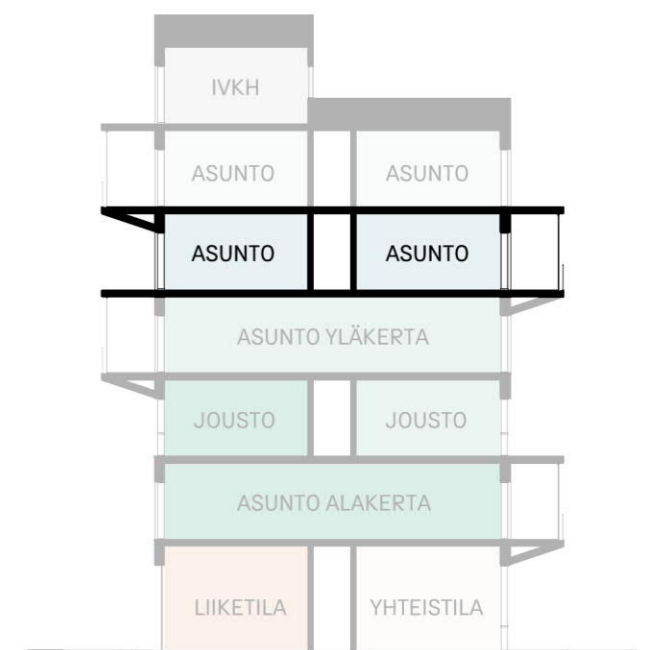 IVKH
ASUNTO ASUNTO
ASUNTO ASUNTO
ASUNTO YLÄKERTA
JOUSTO JOUSTO
ASUNTO ALAKERTA
LIIKETILA YHTEISTILA